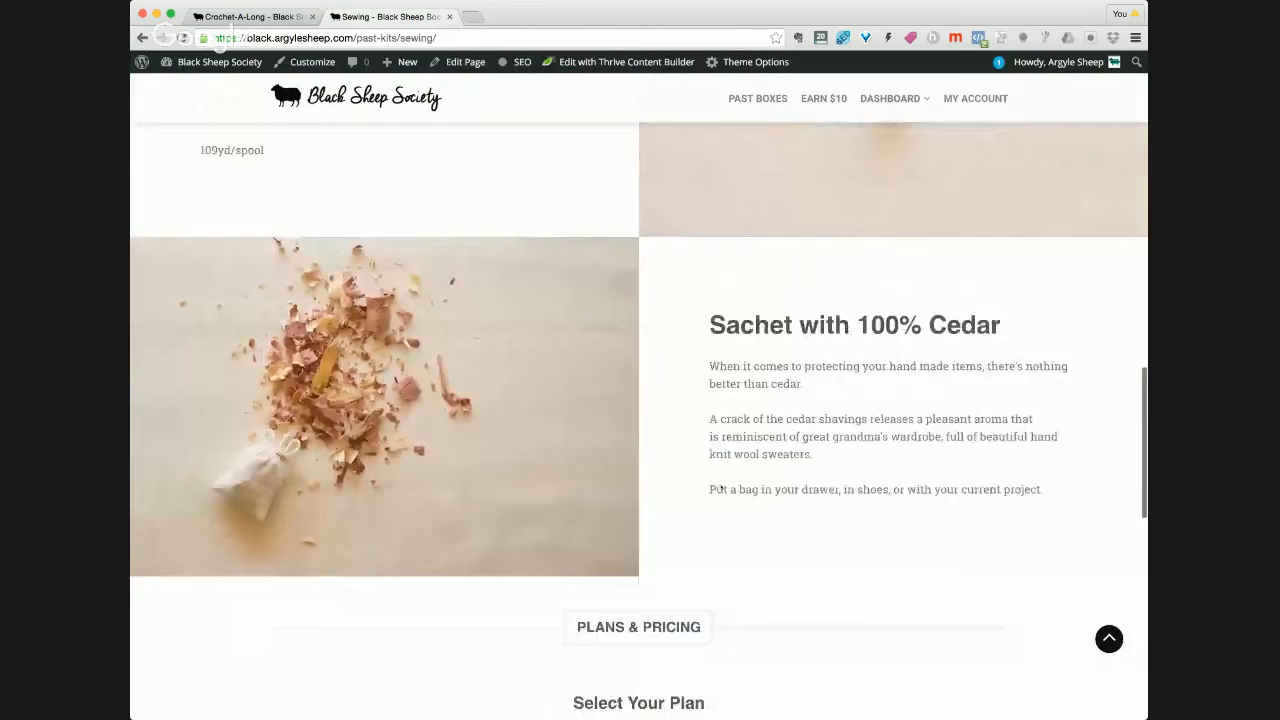 Crochet-A-Long - Black Sh
Sewing - Black Sheep Soc
You
https://black.argylesheep.com/past-kits/sewing/
Black Sheep Society
Customize
0
New
Edit Page
SEO
Edit with Thrive Content Builder
Theme Options
1
Howdy, Argyle Sheep
Black Sheep Society
PAST BOXES
EARN $10
DASHBOARD
MY ACCOUNT
109yd/spool
Sachet with 100% Cedar
When it comes to protecting your hand made items, there's nothing
better than cedar.
A crack of the cedar shavings releases a pleasant aroma that
is reminiscent of great grandma's wardrobe, full of beautiful hand
knit wool sweaters.
Put a bag in your drawer, in shoes, or with your current project.
PLANS & PRICING
Select Your Plan